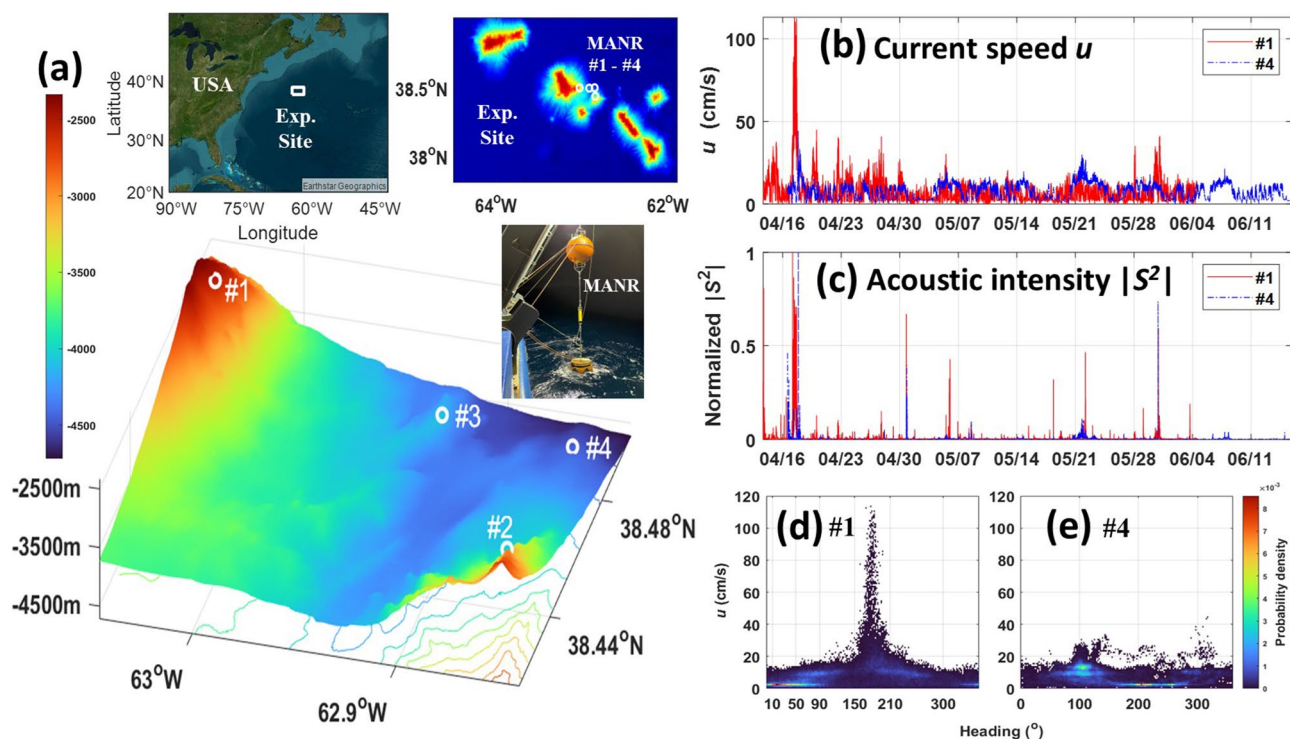 (a)
-2500
-3000
-3500
-4000
-4500
Latitude
40°N
30°N
20°N
USA
Exp.
Site
Earthstar Geographics
90°W 75°W 60°W 45°W
Longitude
MANR
#1 - #4
Exp.
Site
38.5°N
38°N
64°W 62°W
MANR
#1
#3
#4
#2
-2500m
-3500m
-4500m
63°W
62.9°W
38.44°N
38.48°N
(b) Current speed u
#1
#4
u (cm/s)
100
50
0
04/16 04/23 04/30 05/07 05/14 05/21 05/28 06/04 06/11
(c) Acoustic intensity |S²|
#1
#4
Normalized |S²|
1
0.5
0
04/16 04/23 04/30 05/07 05/14 05/21 05/28 06/04 06/11
(d) #1
u (cm/s)
120
100
80
60
40
20
0
10 50 90 150 210 300
(e) #4
120
100
80
60
40
20
0
0 100 200 300
Heading (°)
×10⁻³
8
7
6
5
4
3
2
1
0
Probability density